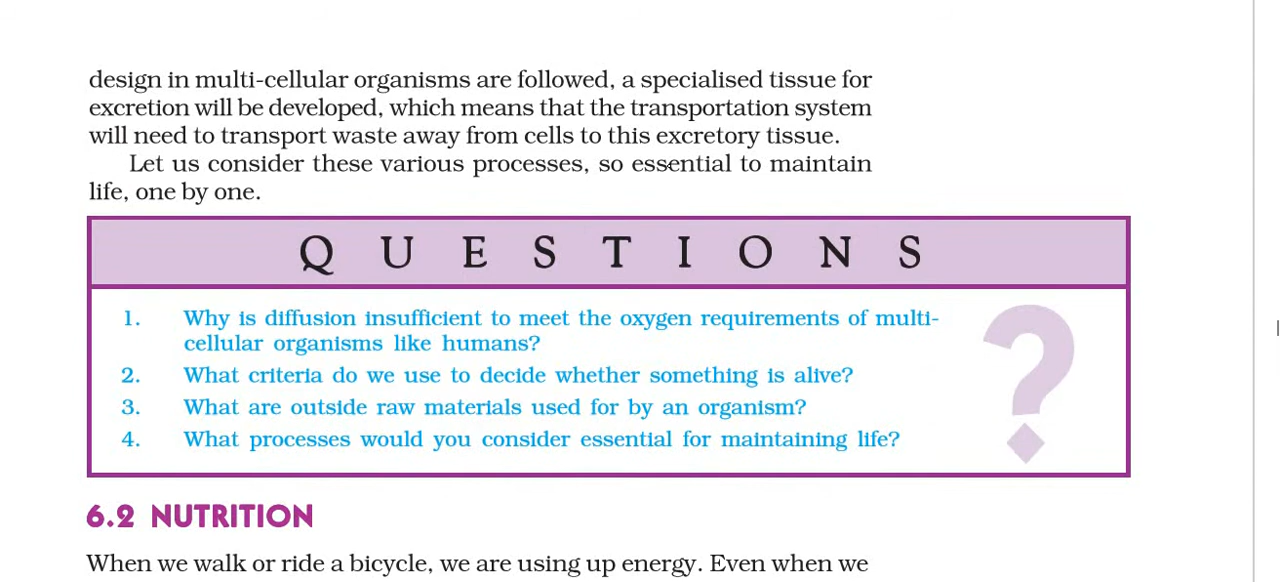 design in multi-cellular organisms are followed, a specialised tissue for
excretion will be developed, which means that the transportation system
will need to transport waste away from cells to this excretory tissue.
Let us consider these various processes, so essential to maintain
life, one by one.
QUESTIONS
1. Why is diffusion insufficient to meet the oxygen requirements of multi-
cellular organisms like humans?
2. What criteria do we use to decide whether something is alive?
3. What are outside raw materials used for by an organism?
4. What processes would you consider essential for maintaining life?
?
6.2 NUTRITION
When we walk or ride a bicycle, we are using up energy. Even when we